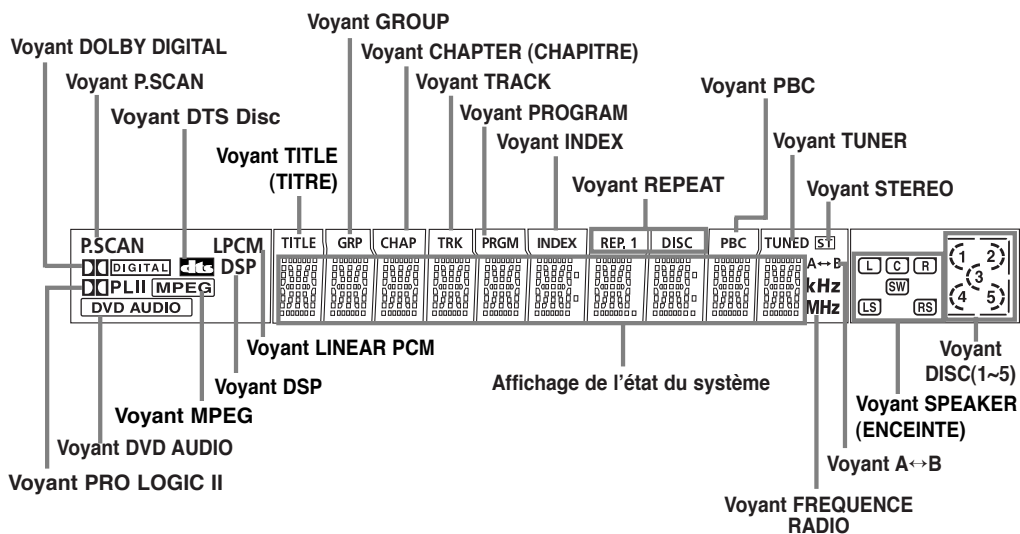 Voyant GROUP
Voyant DOLBY DIGITAL
Voyant CHAPTER (CHAPITRE)
Voyant P.SCAN
Voyant TRACK
Voyant PBC
Voyant DTS Disc
Voyant PROGRAM
Voyant INDEX
Voyant TUNER
Voyant TITLE
(TITRE)
Voyant REPEAT
Voyant STEREO
P.SCAN LPCM TITLE GRP CHAP TRK PRGM INDEX REP. 1 DISC PBC TUNED ST
DIGITAL dts DSP A↔B L C R 1 2
PLII MPEG kHz SW 3
DVD AUDIO MHz LS RS 4 5
Voyant LINEAR PCM
Voyant
DISC(1~5)
Affichage de l'état du système
Voyant DSP
Voyant SPEAKER
(ENCEINTE)
Voyant MPEG
Voyant DVD AUDIO
Voyant A↔B
Voyant PRO LOGIC II
Voyant FREQUENCE
RADIO